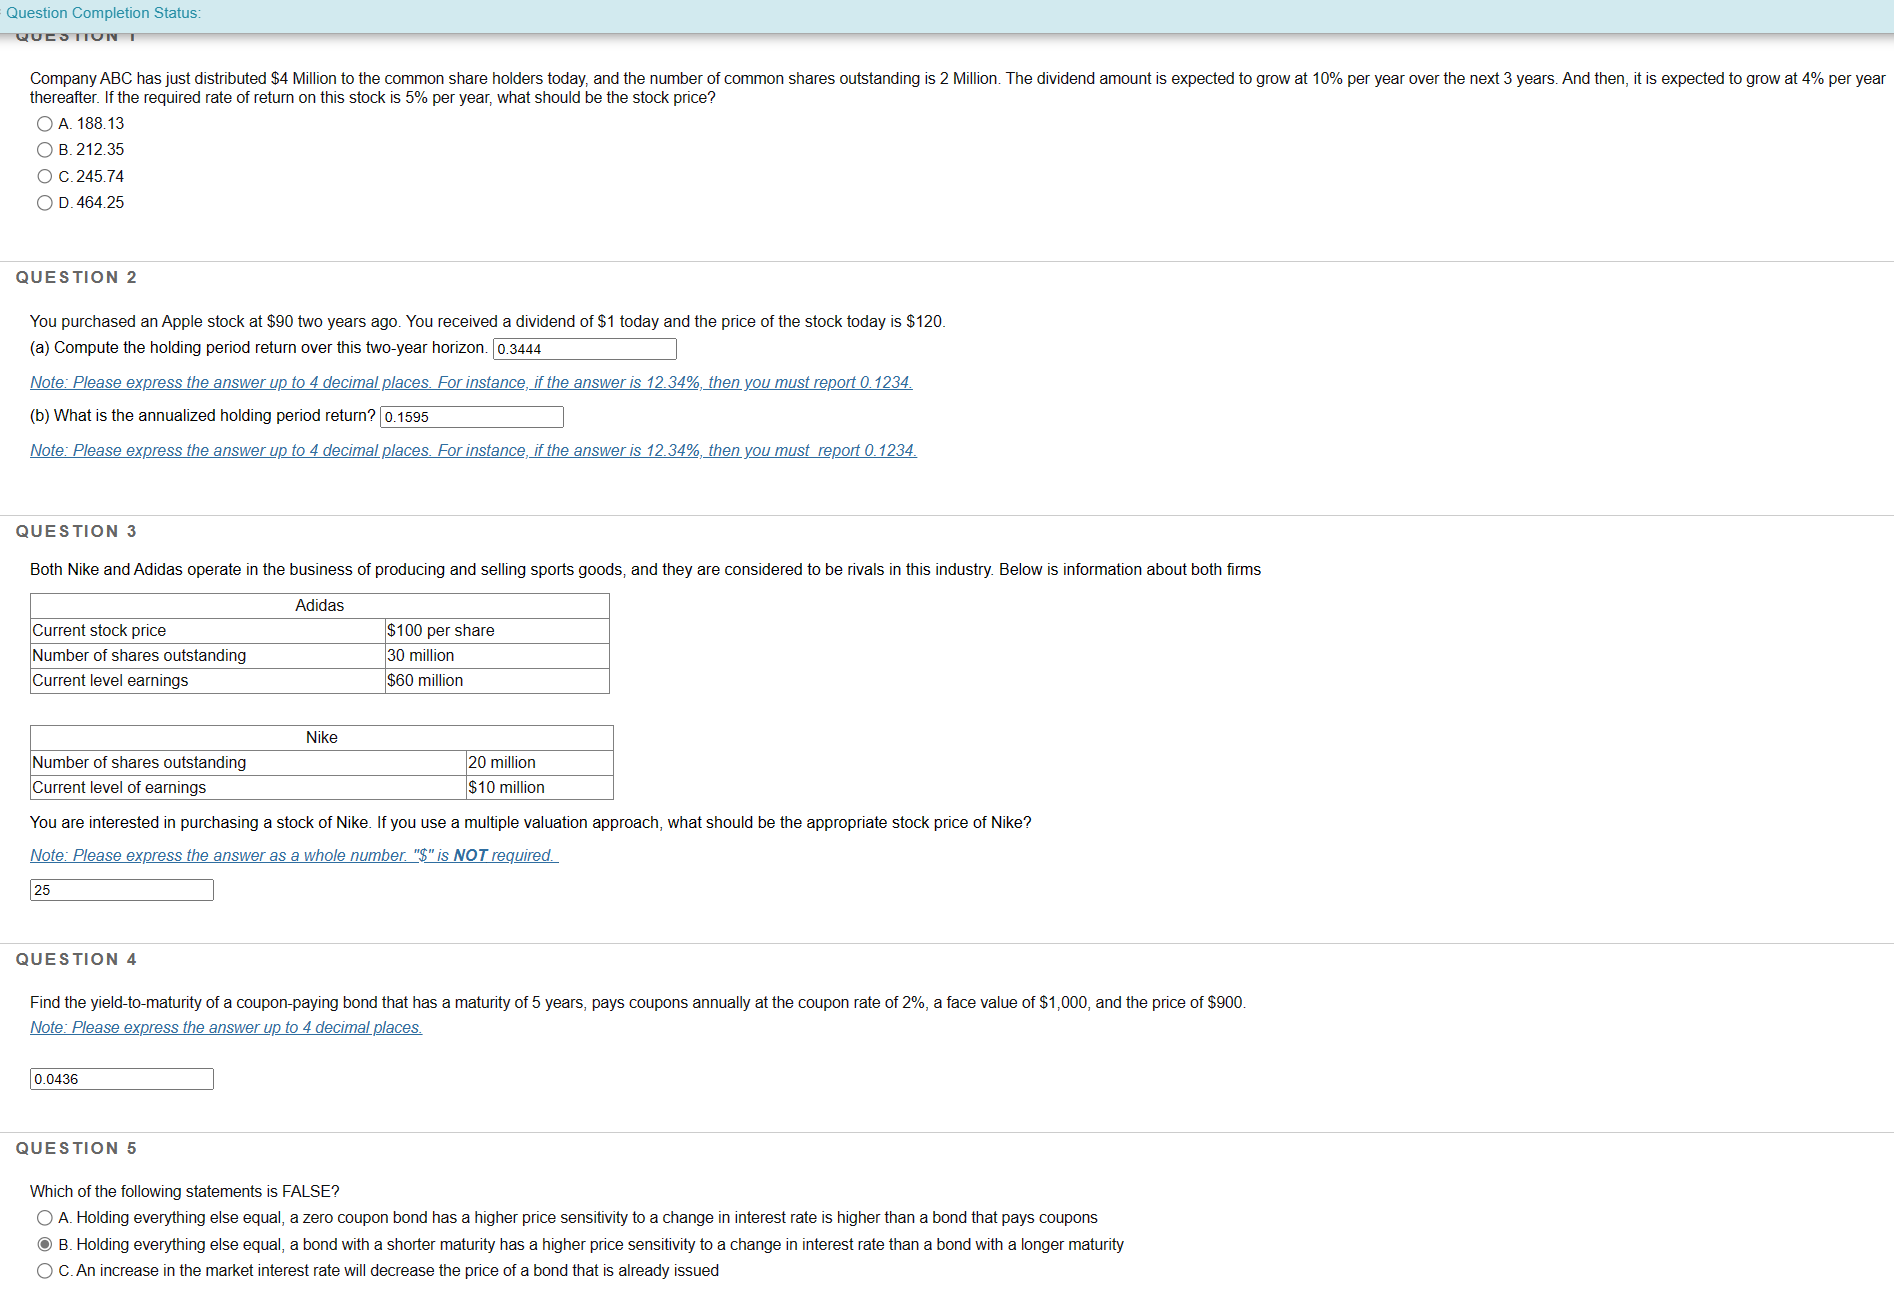 Question Completion Status:
QUESTION 1
Company ABC has just distributed $4 Million to the common share holders today, and the number of common shares outstanding is 2 Million. The dividend amount is expected to grow at 10% per year over the next 3 years. And then, it is expected to grow at 4% per year
thereafter. If the required rate of return on this stock is 5% per year, what should be the stock price?
A. 188.13
B. 212.35
C. 245.74
D. 464.25
QUESTION 2
You purchased an Apple stock at $90 two years ago. You received a dividend of $1 today and the price of the stock today is $120.
(a) Compute the holding period return over this two-year horizon. 0.3444
Note: Please express the answer up to 4 decimal places. For instance, if the answer is 12.34%, then you must report 0.1234.
(b) What is the annualized holding period return? 0.1595
Note: Please express the answer up to 4 decimal places. For instance, if the answer is 12.34%, then you must report 0.1234.
QUESTION 3
Both Nike and Adidas operate in the business of producing and selling sports goods, and they are considered to be rivals in this industry. Below is information about both firms
Adidas
Current stock price $100 per share
Number of shares outstanding 30 million
Current level earnings $60 million
Nike
Number of shares outstanding 20 million
Current level of earnings $10 million
You are interested in purchasing a stock of Nike. If you use a multiple valuation approach, what should be the appropriate stock price of Nike?
Note: Please express the answer as a whole number. "$" is NOT required.
25
QUESTION 4
Find the yield-to-maturity of a coupon-paying bond that has a maturity of 5 years, pays coupons annually at the coupon rate of 2%, a face value of $1,000, and the price of $900.
Note: Please express the answer up to 4 decimal places.
0.0436
QUESTION 5
Which of the following statements is FALSE?
A. Holding everything else equal, a zero coupon bond has a higher price sensitivity to a change in interest rate is higher than a bond that pays coupons
B. Holding everything else equal, a bond with a shorter maturity has a higher price sensitivity to a change in interest rate than a bond with a longer maturity
C. An increase in the market interest rate will decrease the price of a bond that is already issued